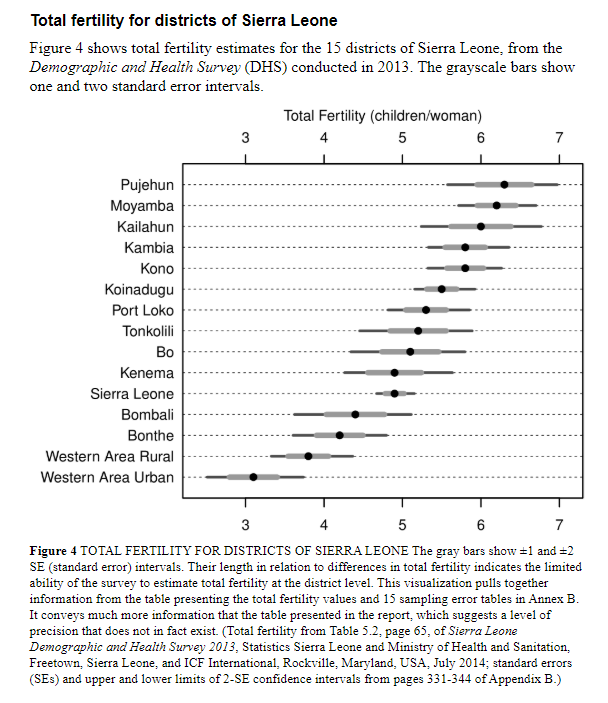 Total fertility for districts of Sierra Leone
Figure 4 shows total fertility estimates for the 15 districts of Sierra Leone, from the
Demographic and Health Survey (DHS) conducted in 2013. The grayscale bars show
one and two standard error intervals.
Total Fertility (children/woman)
3 4 5 6 7
Pujehun
Moyamba
Kailahun
Kambia
Kono
Koinadugu
Port Loko
Tonkolili
Bo
Kenema
Sierra Leone
Bombali
Bonthe
Western Area Rural
Western Area Urban
3 4 5 6 7
Figure 4 TOTAL FERTILITY FOR DISTRICTS OF SIERRA LEONE The gray bars show ±1 and ±2
SE (standard error) intervals. Their length in relation to differences in total fertility indicates the limited
ability of the survey to estimate total fertility at the district level. This visualization pulls together
information from the table presenting the total fertility values and 15 sampling error tables in Annex B.
It conveys much more information that the table presented in the report, which suggests a level of
precision that does not in fact exist. (Total fertility from Table 5.2, page 65, of Sierra Leone
Demographic and Health Survey 2013, Statistics Sierra Leone and Ministry of Health and Sanitation,
Freetown, Sierra Leone, and ICF International, Rockville, Maryland, USA, July 2014; standard errors
(SEs) and upper and lower limits of 2-SE confidence intervals from pages 331-344 of Appendix B.)